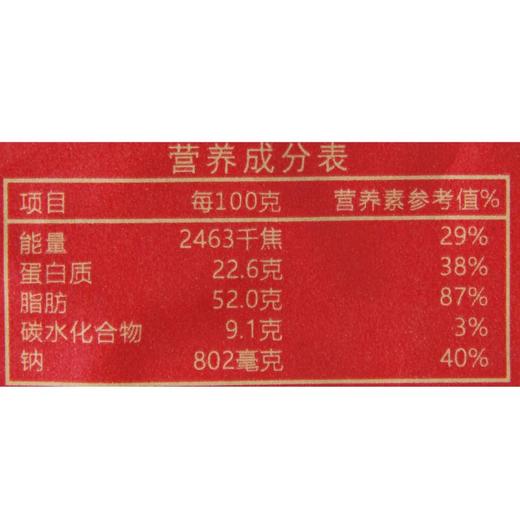 营养成分表
项目 每100克 营养素参考值%
能量 2463千焦 29%
蛋白质 22.6克 38%
脂肪 52.0克 87%
碳水化合物 9.1克 3%
钠 802毫克 40%